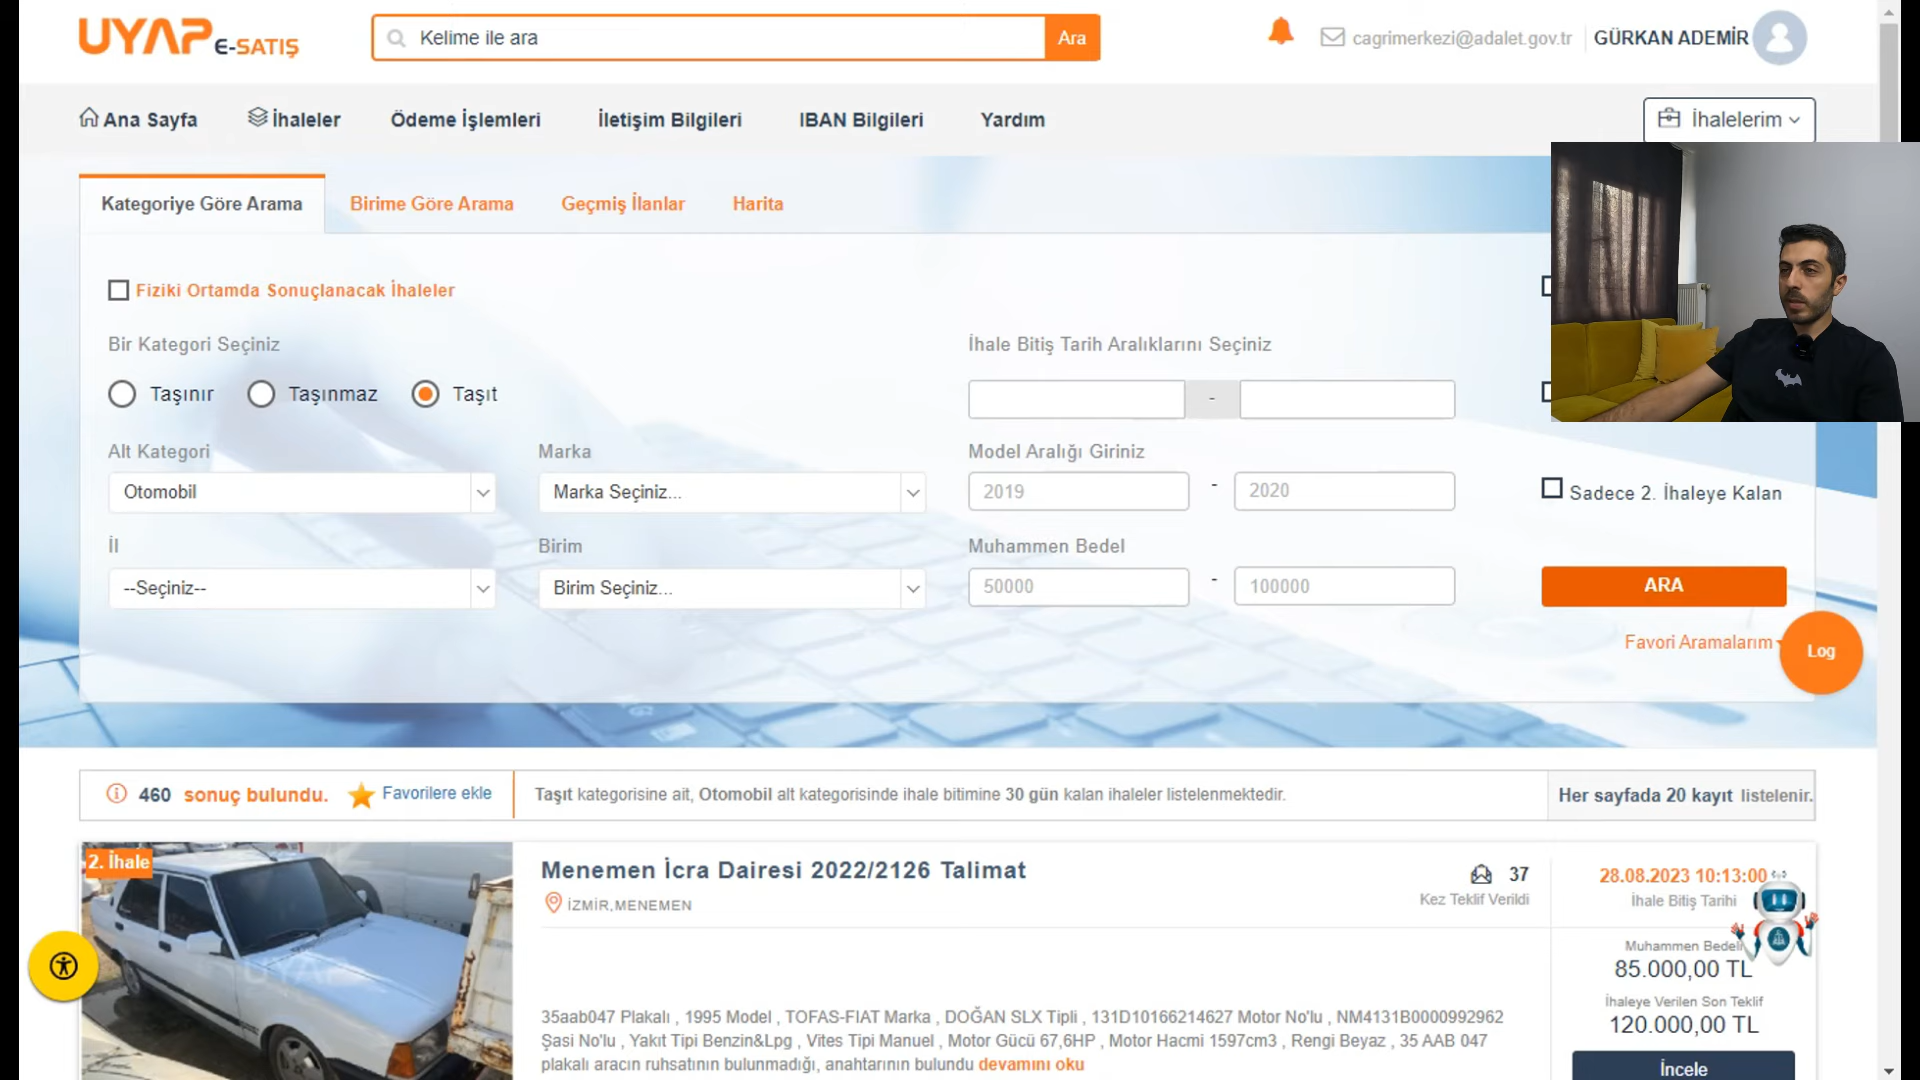 UYAP E-SATIŞ
Kelime ile ara
Ara
cagrimerkezi@adalet.gov.tr
GÜRKAN ADEMİR
Ana Sayfa
İhaleler
Ödeme İşlemleri
İletişim Bilgileri
IBAN Bilgileri
Yardım
İhalelerim
Kategoriye Göre Arama
Birime Göre Arama
Geçmiş İlanlar
Harita
Fiziki Ortamda Sonuçlanacak İhaleler
Bir Kategori Seçiniz
İhale Bitiş Tarih Aralıklarını Seçiniz
Taşınır
Taşınmaz
Taşıt
-
Alt Kategori
Marka
Model Aralığı Giriniz
Otomobil
Marka Seçiniz...
2019
-
2020
Sadece 2. İhaleye Kalan
İl
Birim
Muhammen Bedel
--Seçiniz--
Birim Seçiniz...
50000
-
100000
ARA
Favori Aramalarım
Log
460 sonuç bulundu.
Favorilere ekle
Taşıt kategorisine ait, Otomobil alt kategorisinde ihale bitimine 30 gün kalan ihaleler listelenmektedir.
Her sayfada 20 kayıt listelenir.
2. İhale
UYAP
Menemen İcra Dairesi 2022/2126 Talimat
İZMİR,MENEMEN
37
Kez Teklif Verildi
28.08.2023 10:13:00
İhale Bitiş Tarihi
Muhammen Bedeli
85.000,00 TL
İhaleye Verilen Son Teklif
120.000,00 TL
İncele
35aab047 Plakalı , 1995 Model , TOFAS-FIAT Marka , DOĞAN SLX Tipli , 131D10166214627 Motor No'lu , NM4131B0000992962
Şasi No'lu , Yakıt Tipi Benzin&Lpg , Vites Tipi Manuel , Motor Gücü 67,6HP , Motor Hacmi 1597cm3 , Rengi Beyaz , 35 AAB 047
plakalı aracın ruhsatının bulunmadığı, anahtarının bulundu devamını oku